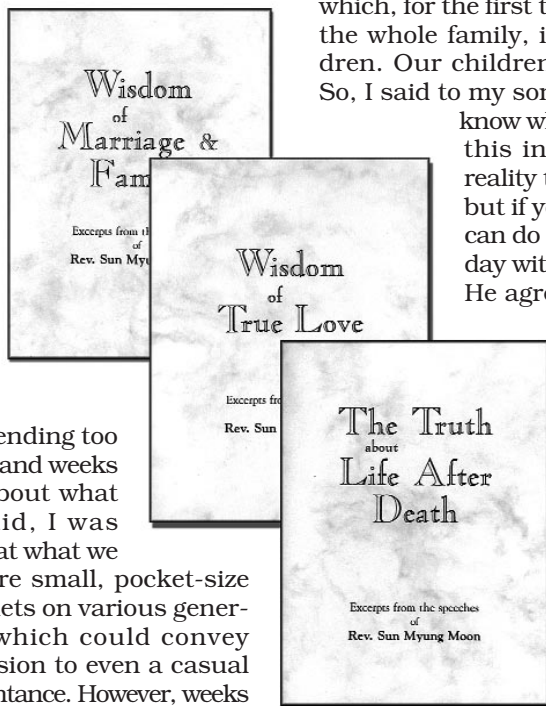 which, for the first t
the whole family, i
dren. Our children
So, I said to my son
know wh
this in
reality t
but if y
can do
day wit
He agre
Wisdom
of
Marriage &
Fam
Excerpts from th
of
Rev. Sun Myu
Wisdom
of
True Love
Excerpts fr
Rev. Sun
The Truth
about
Life After
Death
Excerpts from the speeches
of
Rev. Sun Myung Moon
ending too
and weeks
bout what
id, I was
at what we
re small, pocket-size
ets on various gener-
which could convey
sion to even a casual
ntance. However, weeks